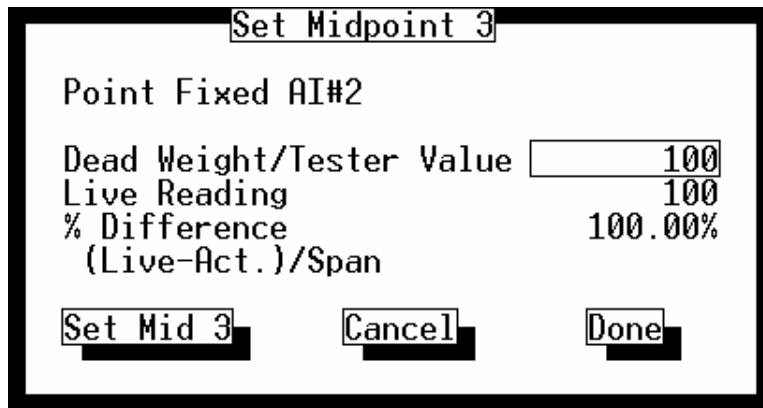 Set Midpoint 3
Point Fixed AI#2
Dead Weight/Tester Value 100
Live Reading 100
% Difference 100.00%
(Live-Act.)/Span
Set Mid 3 Cancel Done